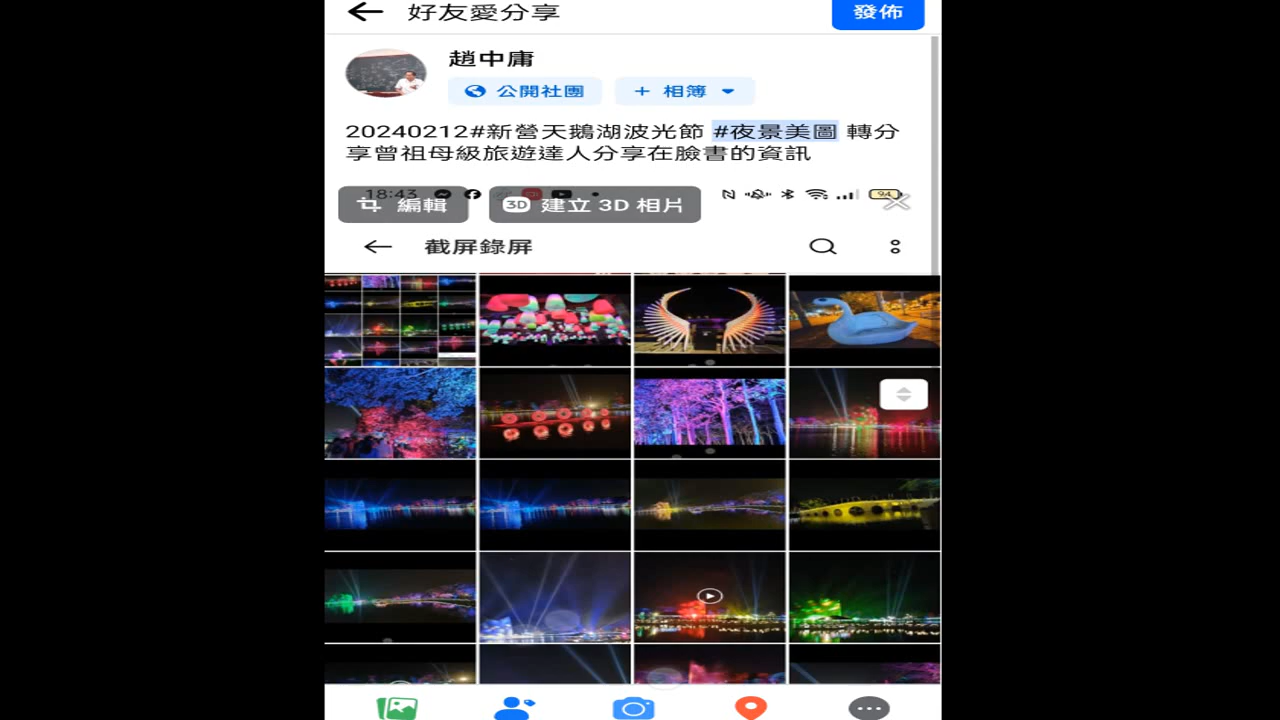 好友愛分享
發佈
趙中庸
公開社團
+ 相簿
20240212#新營天鵝湖波光節 #夜景美圖 轉分
享曾祖母級旅遊達人分享在臉書的資訊
18:43
94
編輯
3D 建立 3D 相片
截屏錄屏